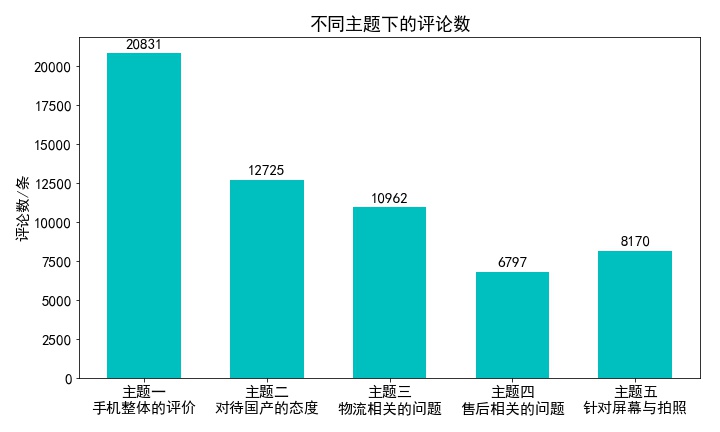 不同主题下的评论数
评论数/条
20000
17500
15000
12500
10000
7500
5000
2500
0
20831
12725
10962
6797
8170
主题一
手机整体的评价
主题二
对待国产的态度
主题三
物流相关的问题
主题四
售后相关的问题
主题五
针对屏幕与拍照